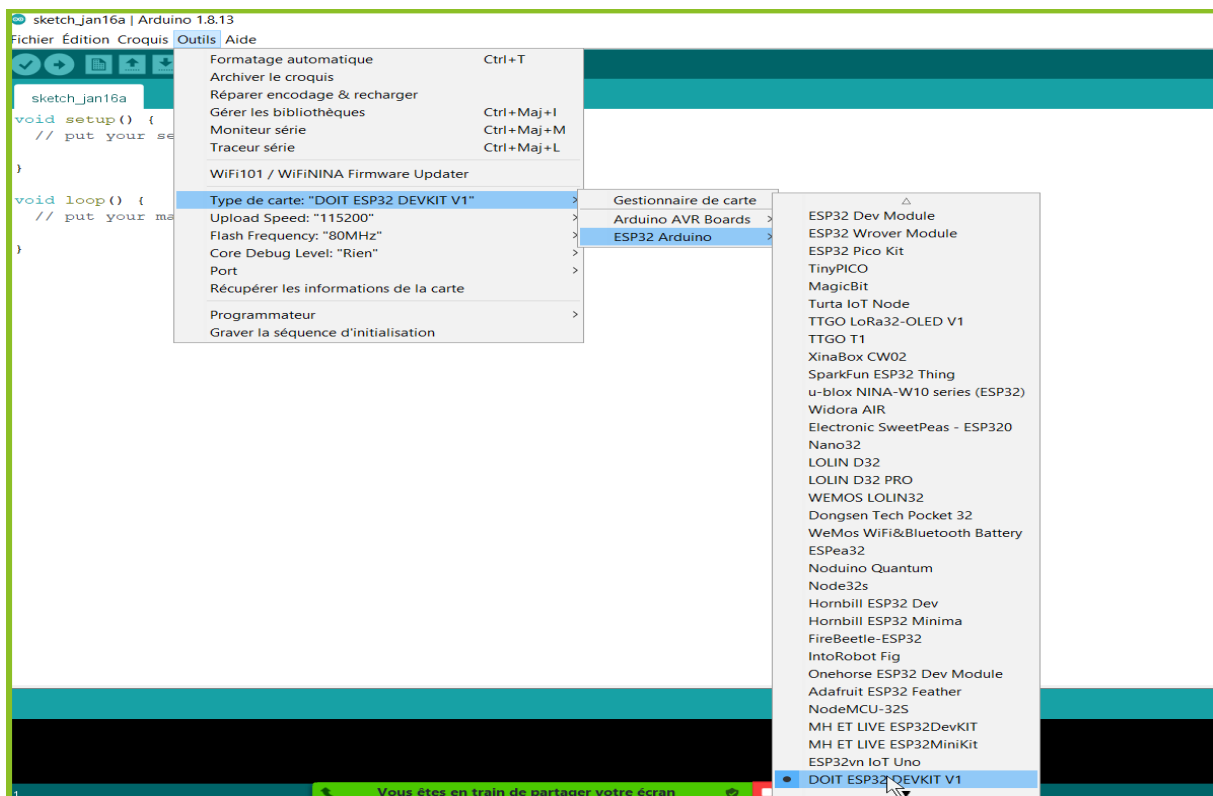 sketch_jan16a | Arduino 1.8.13
Fichier Édition Croquis Outils Aide
sketch_jan16a
void setup() {
// put your se
}
void loop() {
// put your ma
}
Formatage automatique Ctrl+T
Archiver le croquis
Réparer encodage & recharger
Gérer les bibliothèques Ctrl+Maj+I
Moniteur série Ctrl+Maj+M
Traceur série Ctrl+Maj+L
WiFi101 / WiFiNINA Firmware Updater
Type de carte: "DOIT ESP32 DEVKIT V1"
Upload Speed: "115200"
Flash Frequency: "80MHz"
Core Debug Level: "Rien"
Port
Récupérer les informations de la carte
Programmateur
Graver la séquence d'initialisation
Gestionnaire de carte
Arduino AVR Boards
ESP32 Arduino
ESP32 Dev Module
ESP32 Wrover Module
ESP32 Pico Kit
TinyPICO
MagicBit
Turta IoT Node
TTGO LoRa32-OLED V1
TTGO T1
XinaBox CW02
SparkFun ESP32 Thing
u-blox NINA-W10 series (ESP32)
Widora AIR
Electronic SweetPeas - ESP320
Nano32
LOLIN D32
LOLIN D32 PRO
WEMOS LOLIN32
Dongsen Tech Pocket 32
WeMos WiFi&Bluetooth Battery
ESPea32
Noduino Quantum
Node32s
Hornbill ESP32 Dev
Hornbill ESP32 Minima
FireBeetle-ESP32
IntoRobot Fig
Onehorse ESP32 Dev Module
Adafruit ESP32 Feather
NodeMCU-32S
MH ET LIVE ESP32DevKIT
MH ET LIVE ESP32MiniKit
ESP32vn IoT Uno
DOIT ESP32 DEVKIT V1
1
Vous êtes en train de partager votre écran